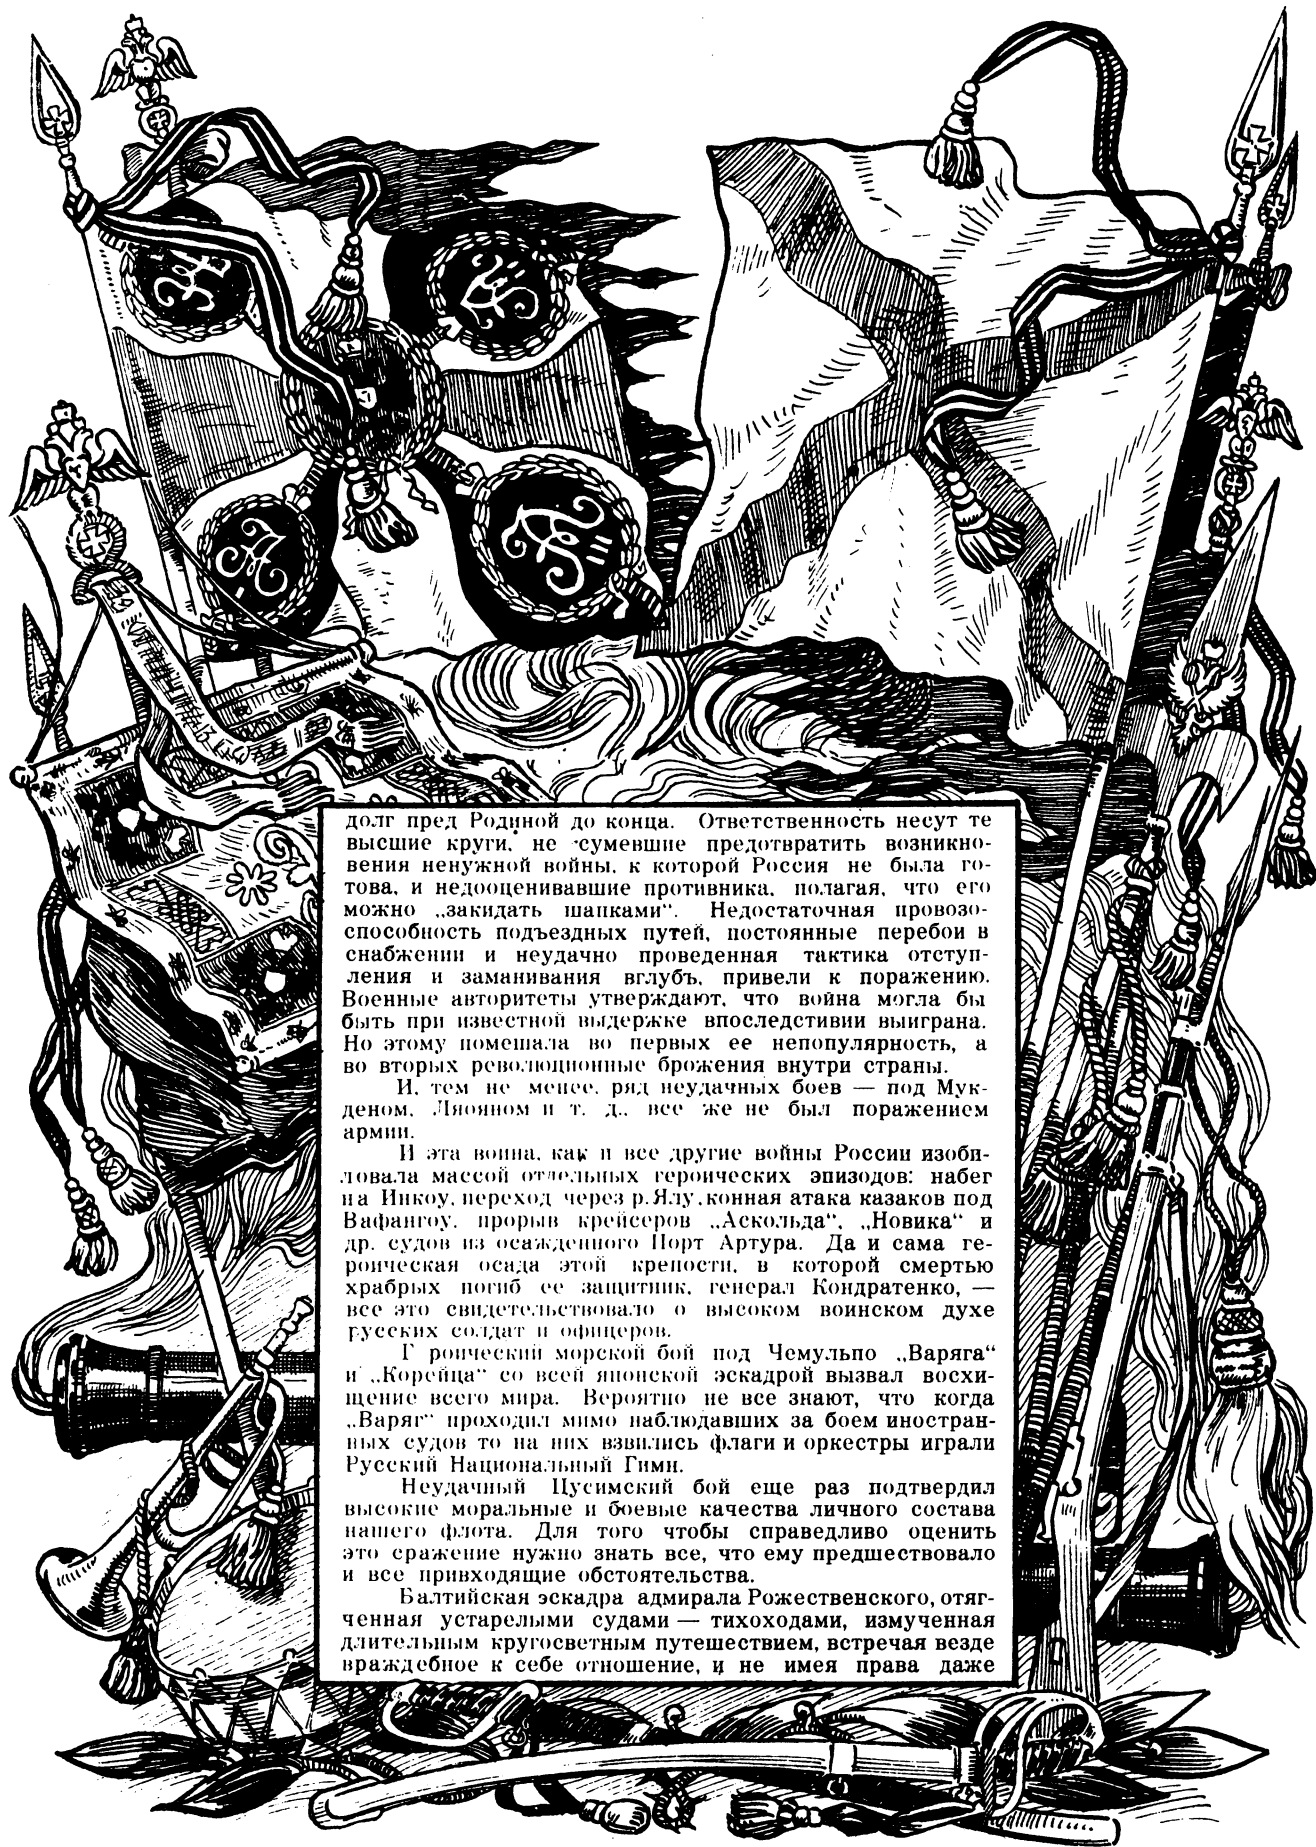 долг пред Родиной до конца. Ответственность несут те
высшие круги, не сумевшие предотвратить возникно-
вения ненужной войны, к которой Россия не была го-
това, и недооценивавшие противника, полагая, что его
можно „закидать шапками“. Недостаточная провозо-
способность подъездных путей, постоянные перебои в
снабжении и неудачно проведенная тактика отступ-
ления и заманивания вглубъ, привели к поражению.
Военные авторитеты утверждают, что война могла бы
быть при известной выдержке впоследстивии выиграна.
Но этому помешала во первых ее непопулярность, а
во вторых революционные брожения внутри страны.
И, тем не менее, ряд неудачных боев — под Мук-
деном, Ляояном и т. д., все же не был поражением
армии.
И эта война, как и все другие войны России изоби-
ловала массой отдельных героических эпизодов: набег
на Инкоу, переход через р. Ялу, конная атака казаков под
Вафангоу, прорыв крейсеров „Аскольда“, „Новика“ и
др. судов из осажденного Порт Артура. Да и сама ге-
роическая осада этой крепости, в которой смертью
храбрых погиб ее защитник, генерал Кондратенко, —
все это свидетельствовало о высоком воинском духе
русских солдат и офицеров.
Г роический морской бой под Чемульпо „Варяга“
и „Корейца“ со всей японской эскадрой вызвал восхи-
щение всего мира. Вероятно не все знают, что когда
„Варяг“ проходил мимо наблюдавших за боем иностран-
ных судов то на них взвились флаги и оркестры играли
Русский Национальный Гимн.
Неудачный Цусимский бой еще раз подтвердил
высокие моральные и боевые качества личного состава
нашего флота. Для того чтобы справедливо оценить
это сражение нужно знать все, что ему предшествовало
и все привходящие обстоятельства.
Балтийская эскадра адмирала Рожественского, отяг-
ченная устарелыми судами — тихоходами, измученная
длительным кругосветным путешествием, встречая везде
враждебное к себе отношение, и не имея права даже